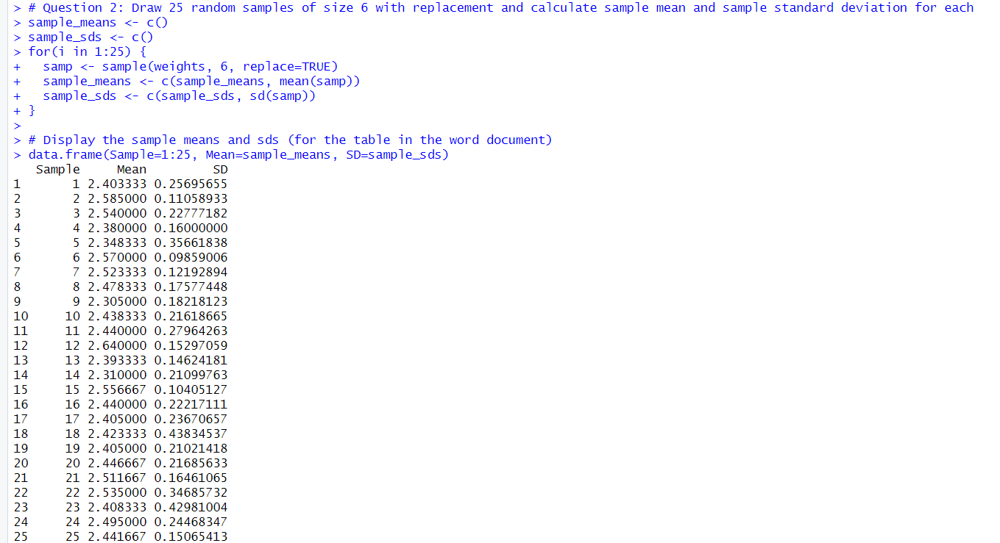 > # Question 2: Draw 25 random samples of size 6 with replacement and calculate sample mean and sample standard deviation for each
> sample_means <- c()
> sample_sds <- c()
> for(i in 1:25) {
+   samp <- sample(weights, 6, replace=TRUE)
+   sample_means <- c(sample_means, mean(samp))
+   sample_sds <- c(sample_sds, sd(samp))
+ }
>
> # Display the sample means and sds (for the table in the word document)
> data.frame(Sample=1:25, Mean=sample_means, SD=sample_sds)
   Sample     Mean         SD
1       1 2.403333 0.25695655
2       2 2.585000 0.11058933
3       3 2.540000 0.22777182
4       4 2.380000 0.16000000
5       5 2.348333 0.35661838
6       6 2.570000 0.09859006
7       7 2.523333 0.12192894
8       8 2.478333 0.17577448
9       9 2.305000 0.18218123
10     10 2.438333 0.21618665
11     11 2.440000 0.27964263
12     12 2.640000 0.15297059
13     13 2.393333 0.14624181
14     14 2.310000 0.21099763
15     15 2.556667 0.10405127
16     16 2.440000 0.22217111
17     17 2.405000 0.23670657
18     18 2.423333 0.43834537
19     19 2.405000 0.21021418
20     20 2.446667 0.21685633
21     21 2.511667 0.16461065
22     22 2.535000 0.34685732
23     23 2.408333 0.42981004
24     24 2.495000 0.24468347
25     25 2.441667 0.15065413